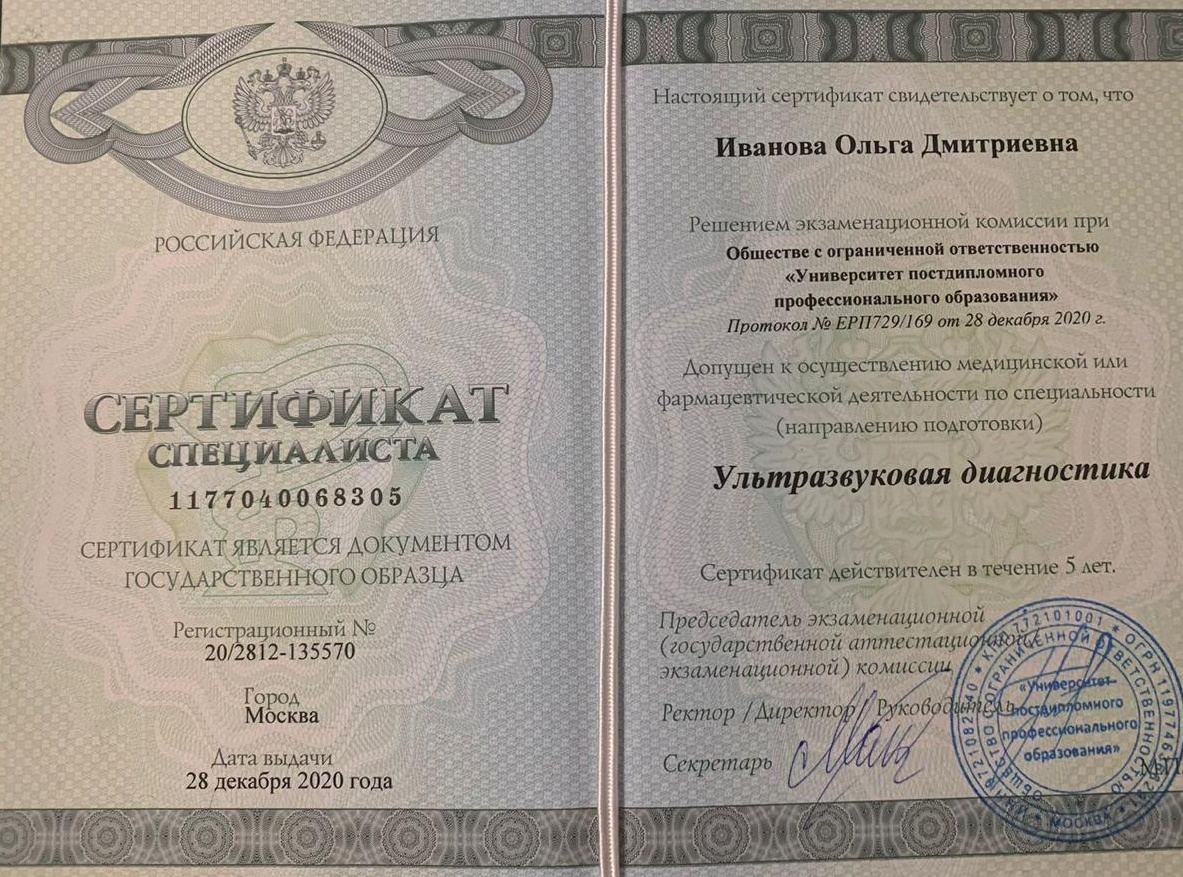 РОССИЙСКАЯ ФЕДЕРАЦИЯ
СЕРТИФИКАТ
СПЕЦИАЛИСТА
1177040068305
СЕРТИФИКАТ ЯВЛЯЕТСЯ ДОКУМЕНТОМ
ГОСУДАРСТВЕННОГО ОБРАЗЦА
Регистрационный №
20/2812-135570
Город
Москва
Дата выдачи
28 декабря 2020 года
Настоящий сертификат свидетельствует о том, что
Иванова Ольга Дмитриевна
Решением экзаменационной комиссии при
Обществе с ограниченной ответственностью
«Университет постдипломного
профессионального образования»
Протокол № ЕРП729/169 от 28 декабря 2020 г.
Допущен к осуществлению медицинской или
фармацевтической деятельности по специальности
(направлению подготовки)
Ультразвуковая диагностика
Сертификат действителен в течение 5 лет.
Председатель экзаменационной
(государственной аттестационной/
экзаменационной) комиссии
Ректор /Директор/ Руководитель
Секретарь
«Университет
постдипломного
профессионального
образования»
ОБЩЕСТВО С ОГРАНИЧЕННОЙ ОТВЕТСТВЕННОСТЬЮ
МОСКВА